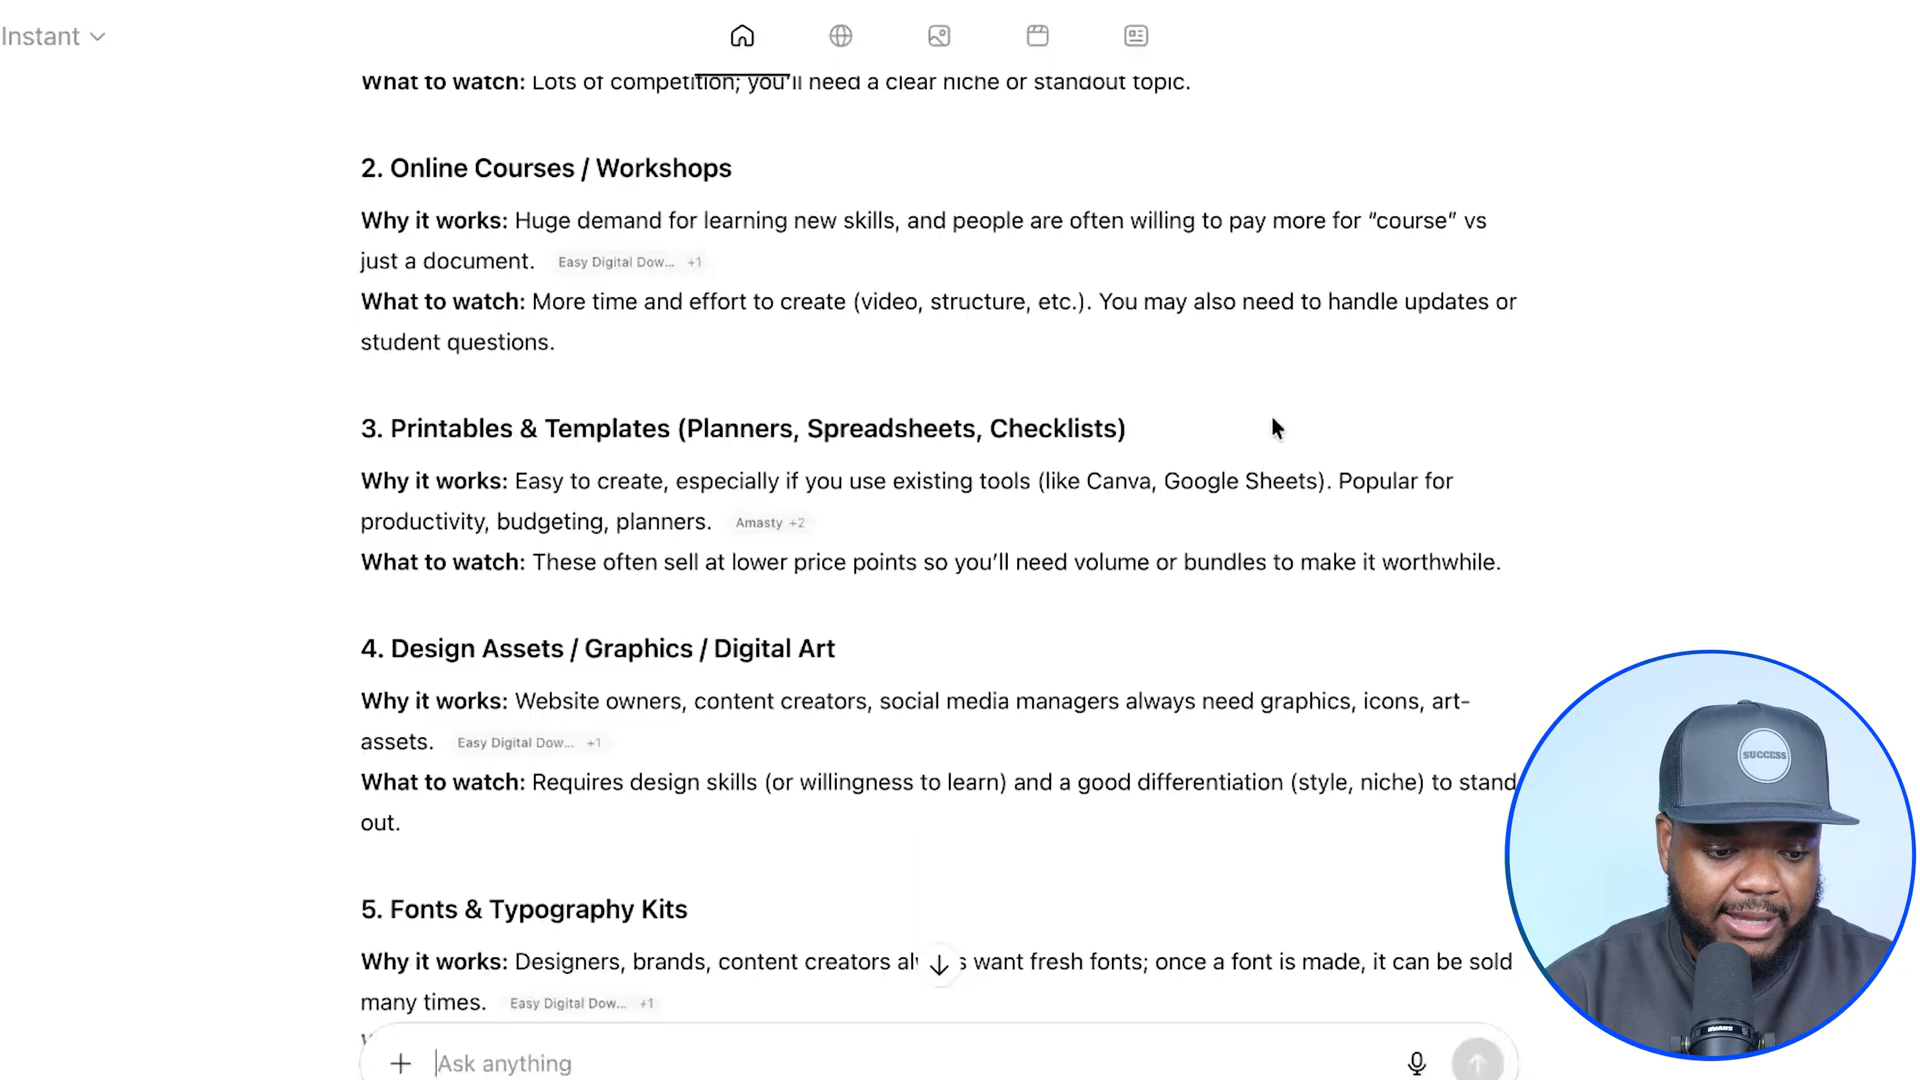 Instant
What to watch: Lots of competition; you'll need a clear niche or standout topic.
2. Online Courses / Workshops
Why it works: Huge demand for learning new skills, and people are often willing to pay more for “course” vs
just a document. Easy Digital Dow... +1
What to watch: More time and effort to create (video, structure, etc.). You may also need to handle updates or
student questions.
3. Printables & Templates (Planners, Spreadsheets, Checklists)
Why it works: Easy to create, especially if you use existing tools (like Canva, Google Sheets). Popular for
productivity, budgeting, planners. Amasty +2
What to watch: These often sell at lower price points so you’ll need volume or bundles to make it worthwhile.
4. Design Assets / Graphics / Digital Art
Why it works: Website owners, content creators, social media managers always need graphics, icons, art-
assets. Easy Digital Dow... +1
What to watch: Requires design skills (or willingness to learn) and a good differentiation (style, niche) to stand
out.
SUCCESS
5. Fonts & Typography Kits
Why it works: Designers, brands, content creators al s want fresh fonts; once a font is made, it can be sold
many times. Easy Digital Dow... +1
SHURE
Ask anything